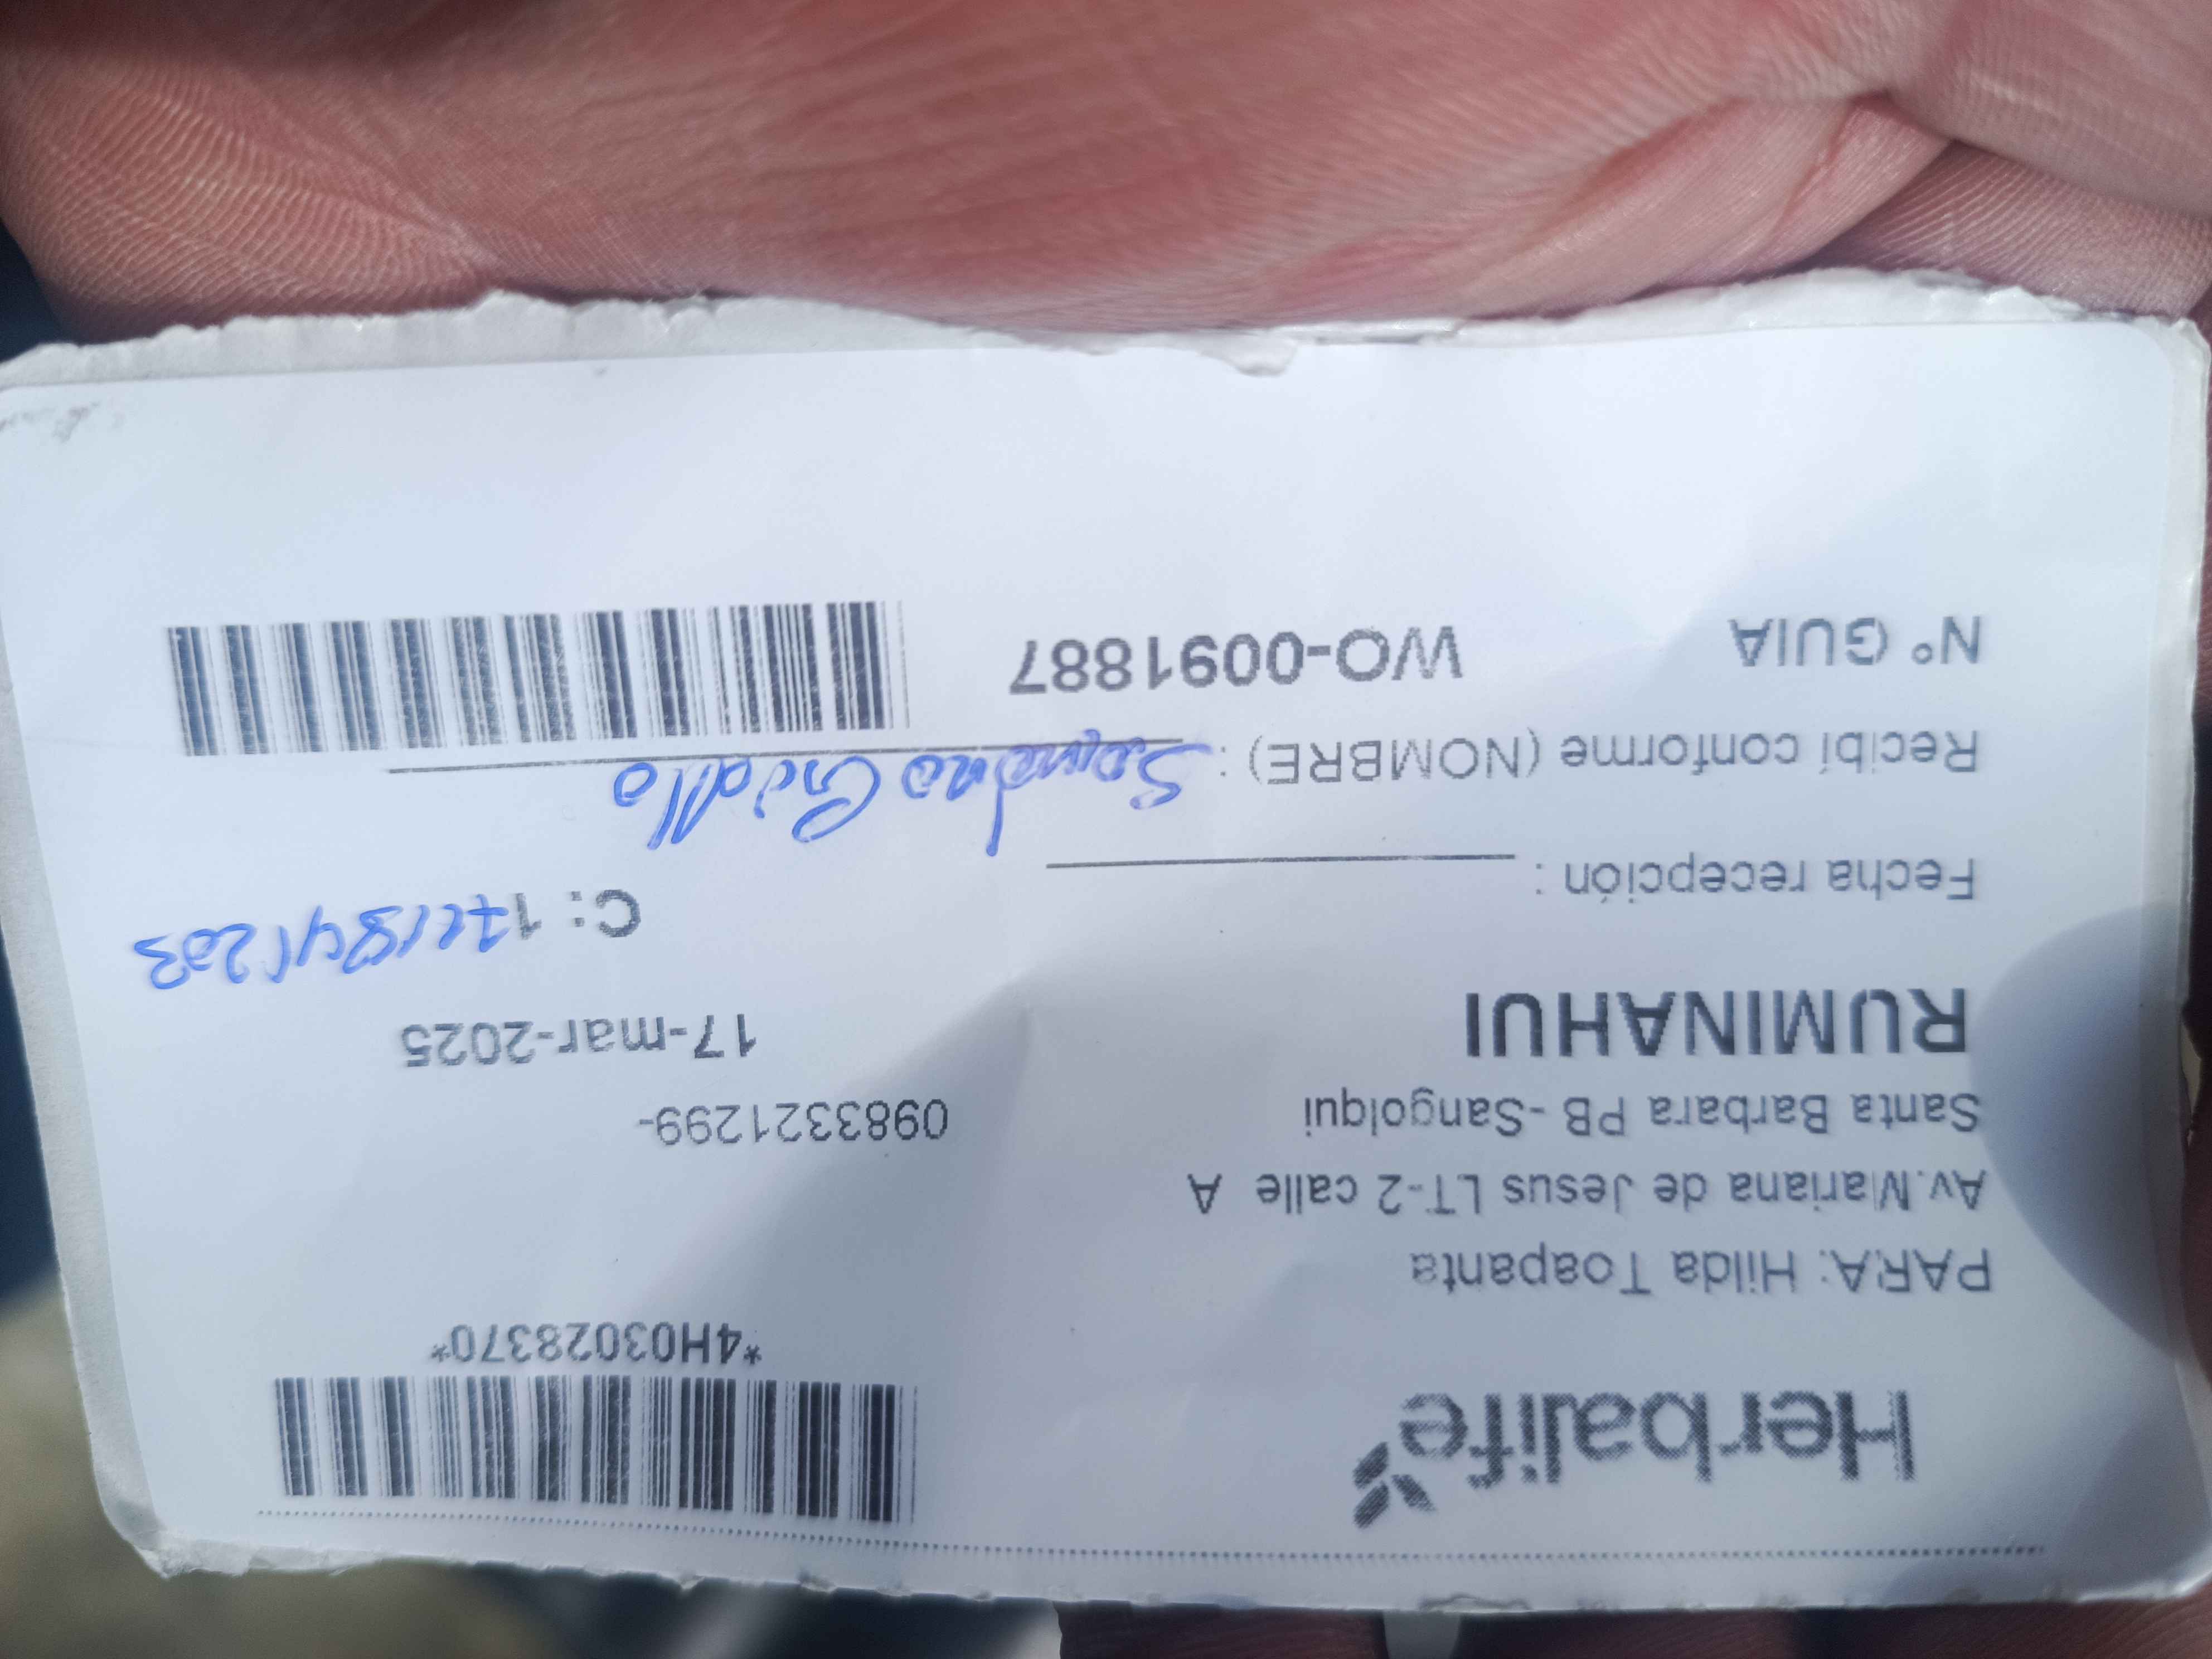 Herbalife
*4H03028370*
PARA: Hilda Toapanta
Av.Mariana de Jesus LT-2 calle A
Santa Barbara PB -Sangolqui
0983321299-
RUMINAHUI
17-mar-2025
Fecha recepción :
C: 1
Recibí conforme (NOMBRE) :
N° GUIA WO-0091887